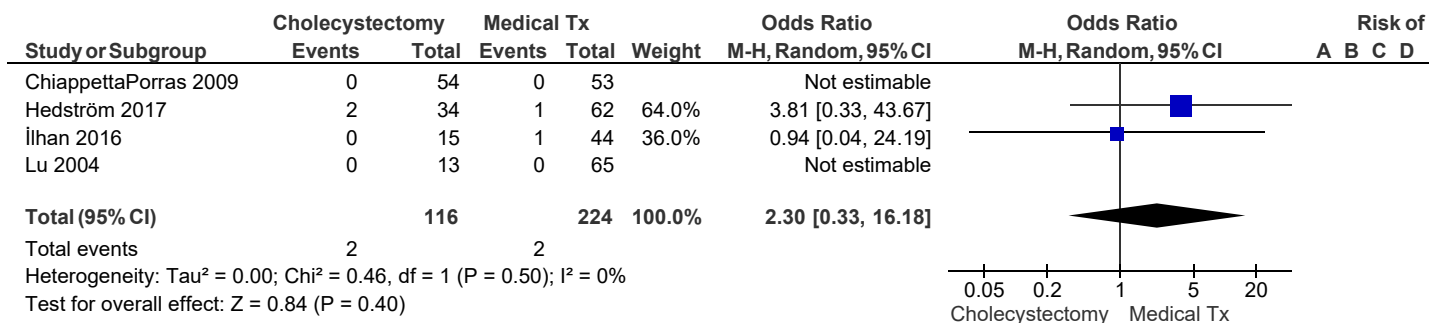 Cholecystectomy Medical Tx Odds Ratio Odds Ratio Risk of
Study or Subgroup Events Total Events Total Weight M-H, Random, 95% CI M-H, Random, 95% CI A B C D
ChiappettaPorras 2009 0 54 0 53 Not estimable
Hedström 2017 2 34 1 62 64.0% 3.81 [0.33, 43.67]
İlhan 2016 0 15 1 44 36.0% 0.94 [0.04, 24.19]
Lu 2004 0 13 0 65 Not estimable
Total (95% CI) 116 224 100.0% 2.30 [0.33, 16.18]
Total events 2 2
Heterogeneity: Tau² = 0.00; Chi² = 0.46, df = 1 (P = 0.50); I² = 0%
Test for overall effect: Z = 0.84 (P = 0.40)
0.05 0.2 1 5 20
Cholecystectomy Medical Tx